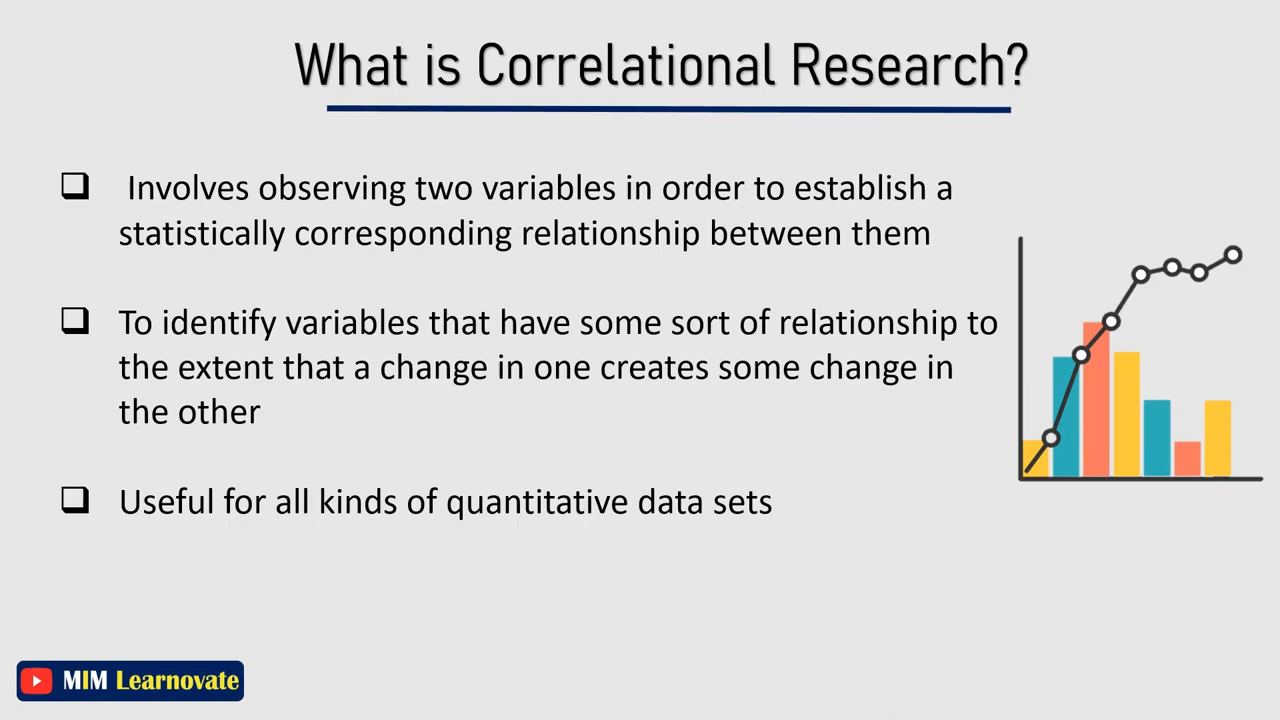 What is Correlational Research?
Involves observing two variables in order to establish a
statistically corresponding relationship between them
To identify variables that have some sort of relationship to
the extent that a change in one creates some change in
the other
Useful for all kinds of quantitative data sets
MIM Learnovate